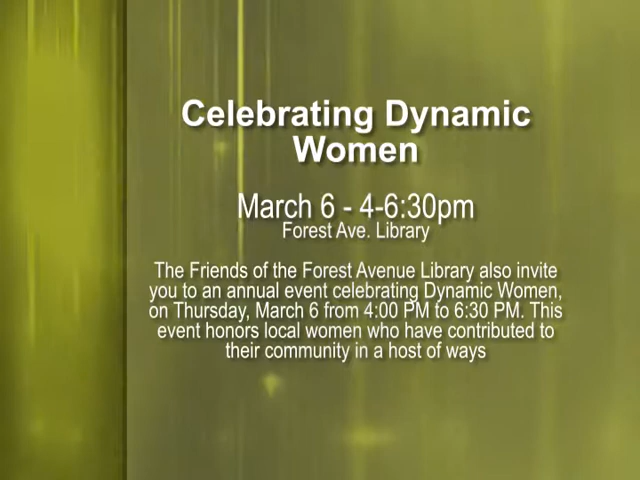 Celebrating Dynamic
Women
March 6 - 4-6:30pm
Forest Ave. Library
The Friends of the Forest Avenue Library also invite
you to an annual event celebrating Dynamic Women,
on Thursday, March 6 from 4:00 PM to 6:30 PM. This
event honors local women who have contributed to
their community in a host of ways